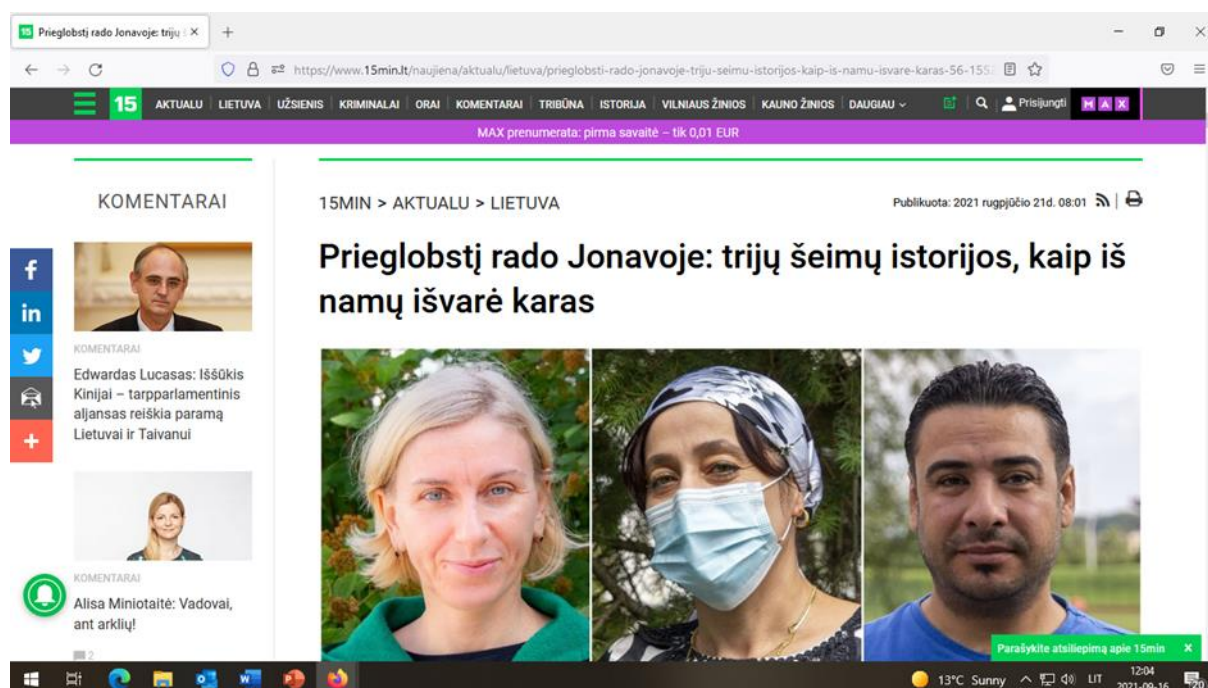 15 Prieglobstį rado Jonavoje: trijų
https://www.15min.lt/naujiena/aktualu/lietuva/prieglobsti-rado-jonavoje-triju-seimu-istorijos-kaip-is-namu-isvare-karas-56-155
15 AKTUALU LIETUVA UŽSIENIS KRIMINALAI ORAI KOMENTARAI TRIBŪNA ISTORIJA VILNIAUS ŽINIOS KAUNO ŽINIOS DAUGIAU Prisijungti MAX
MAX prenumerata: pirma savaitė – tik 0,01 EUR
KOMENTARAI
KOMENTARAI
Edwardas Lucasas: Iššūkis
Kinijai – tarpparlamentinis
aljansas reiškia paramą
Lietuvai ir Taivanui
KOMENTARAI
Alisa Miniotaitė: Vadovai,
ant arklių!
2
15MIN > AKTUALU > LIETUVA
Publikuota: 2021 rugpjūčio 21d. 08:01
Prieglobstį rado Jonavoje: trijų šeimų istorijos, kaip iš
namų išvarė karas
f
in
Parašykite atsiliepimą apie 15min
13°C Sunny LIT 12:04
2021-09-16
20